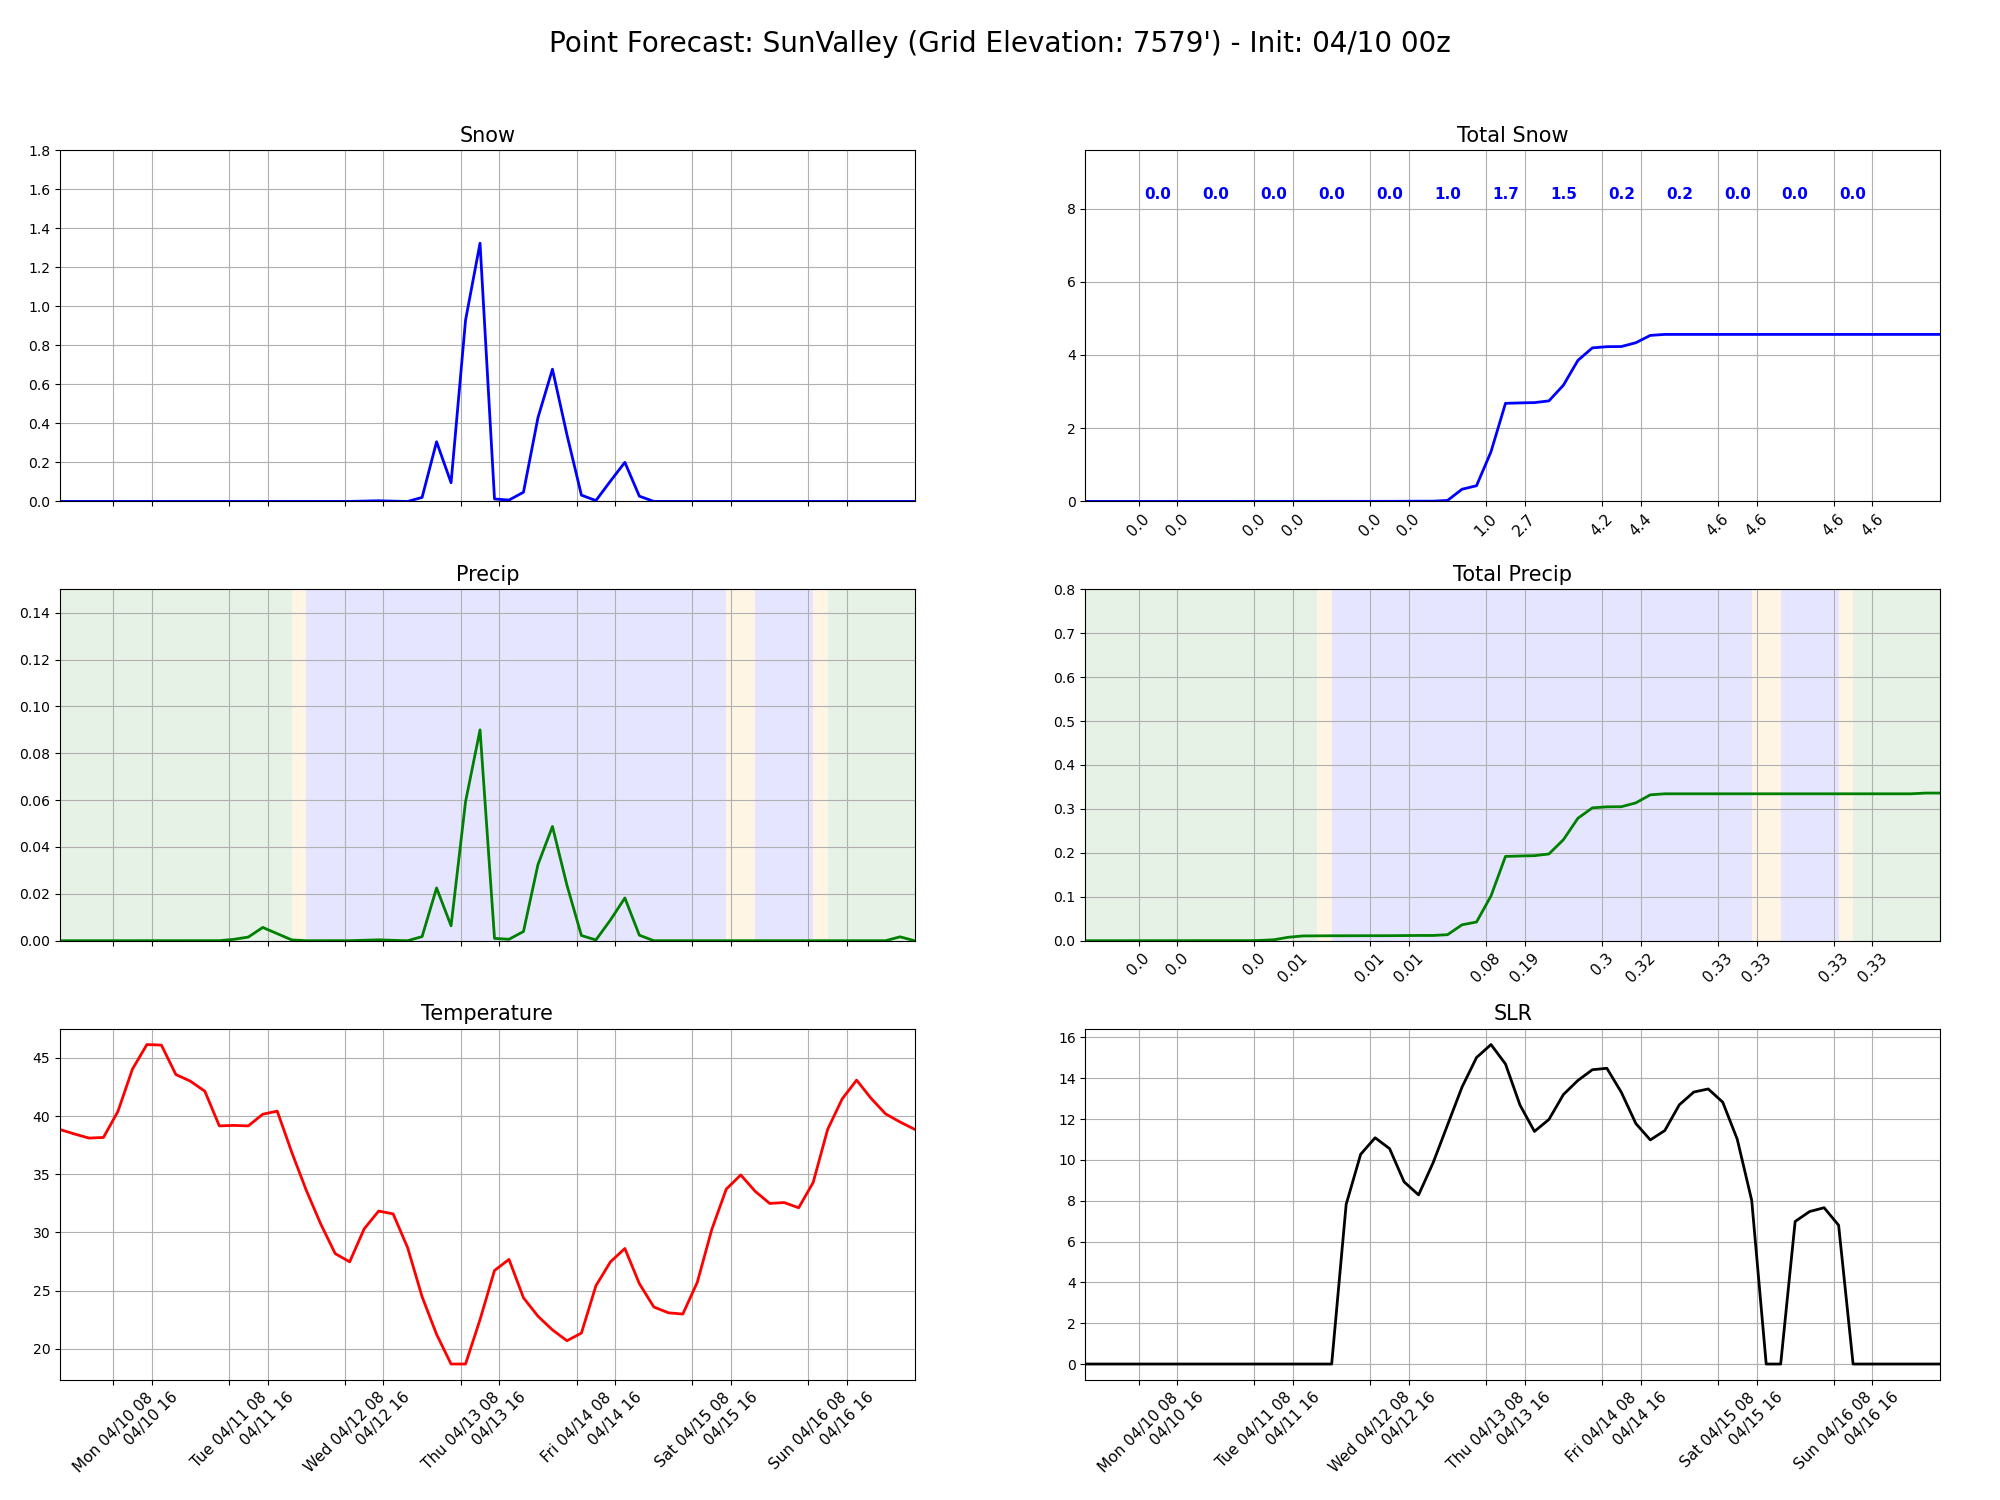 Point Forecast: SunValley (Grid Elevation: 7579') - Init: 04/10 00z
Snow
1.8
1.6
1.4
1.2
1.0
0.8
0.6
0.4
0.2
0.0
Total Snow
0.0 0.0 0.0 0.0 0.0 1.0 1.7 1.5 0.2 0.2 0.0 0.0 0.0
8
6
4
2
0
0.0 0.0 0.0 0.0 0.0 0.0 1.0 2.7 4.2 4.4 4.6 4.6 4.6 4.6
Precip
0.14
0.12
0.10
0.08
0.06
0.04
0.02
0.00
Total Precip
0.8
0.7
0.6
0.5
0.4
0.3
0.2
0.1
0.0
0.0 0.0 0.0 0.01 0.01 0.01 0.08 0.19 0.3 0.32 0.33 0.33 0.33 0.33
Temperature
45
40
35
30
25
20
Mon 04/10 08
04/10 16
Tue 04/11 08
04/11 16
Wed 04/12 08
04/12 16
Thu 04/13 08
04/13 16
Fri 04/14 08
04/14 16
Sat 04/15 08
04/15 16
Sun 04/16 08
04/16 16
SLR
16
14
12
10
8
6
4
2
0
Mon 04/10 08
04/10 16
Tue 04/11 08
04/11 16
Wed 04/12 08
04/12 16
Thu 04/13 08
04/13 16
Fri 04/14 08
04/14 16
Sat 04/15 08
04/15 16
Sun 04/16 08
04/16 16